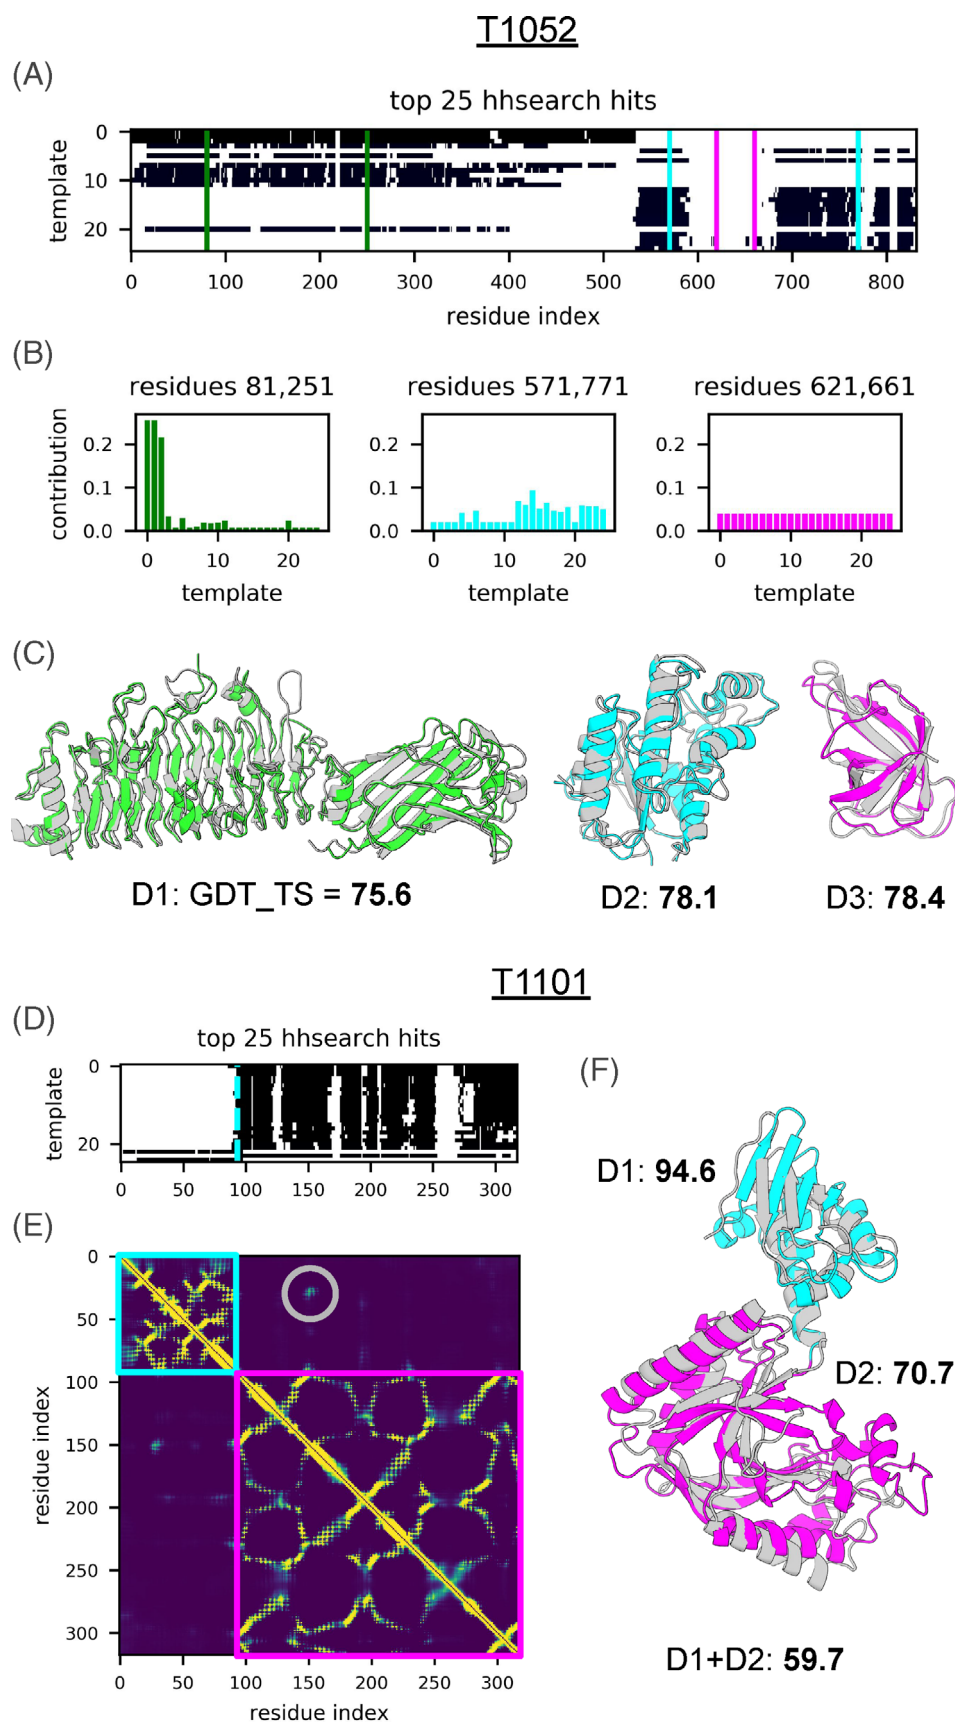 T1052
(A)
top 25 hhsearch hits
template
0
10
20
0 100 200 300 400 500 600 700 800
residue index
(B)
residues 81,251 residues 571,771 residues 621,661
contribution
0.2 0.2 0.2
0.1 0.1 0.1
0.0 0.0 0.0
0 20 0 20 0 20
template template template
(C)
D1: GDT_TS = 75.6 D2: 78.1 D3: 78.4
T1101
(D)
top 25 hhsearch hits
template
0
20
0 50 100 150 200 250 300
(E)
residue index
0
50
100
150
200
250
300
0 50 100 150 200 250 300
residue index
(F)
D1: 94.6
D2: 70.7
D1+D2: 59.7